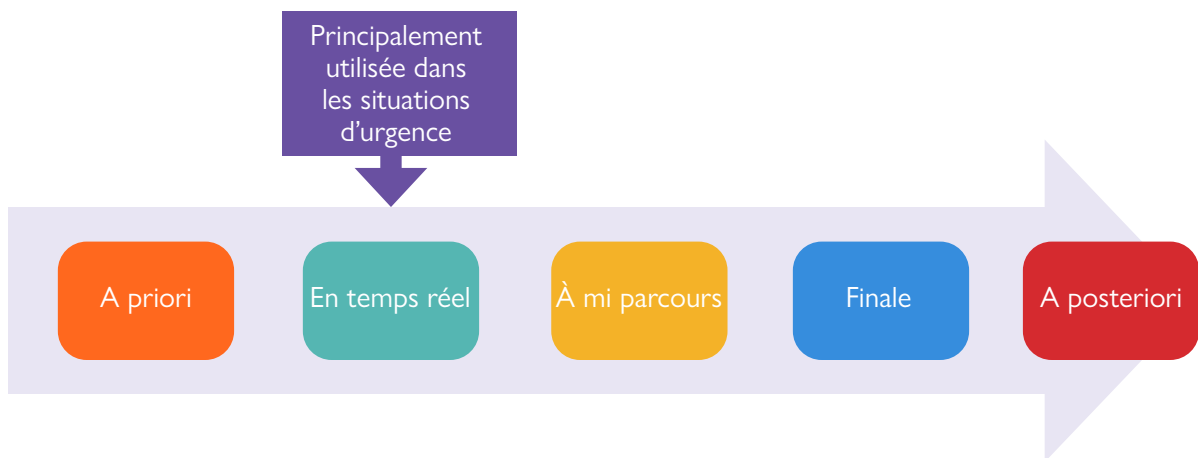 Principalement
utilisée dans
les situations
d’urgence
A priori
En temps réel
À mi parcours
Finale
A posteriori